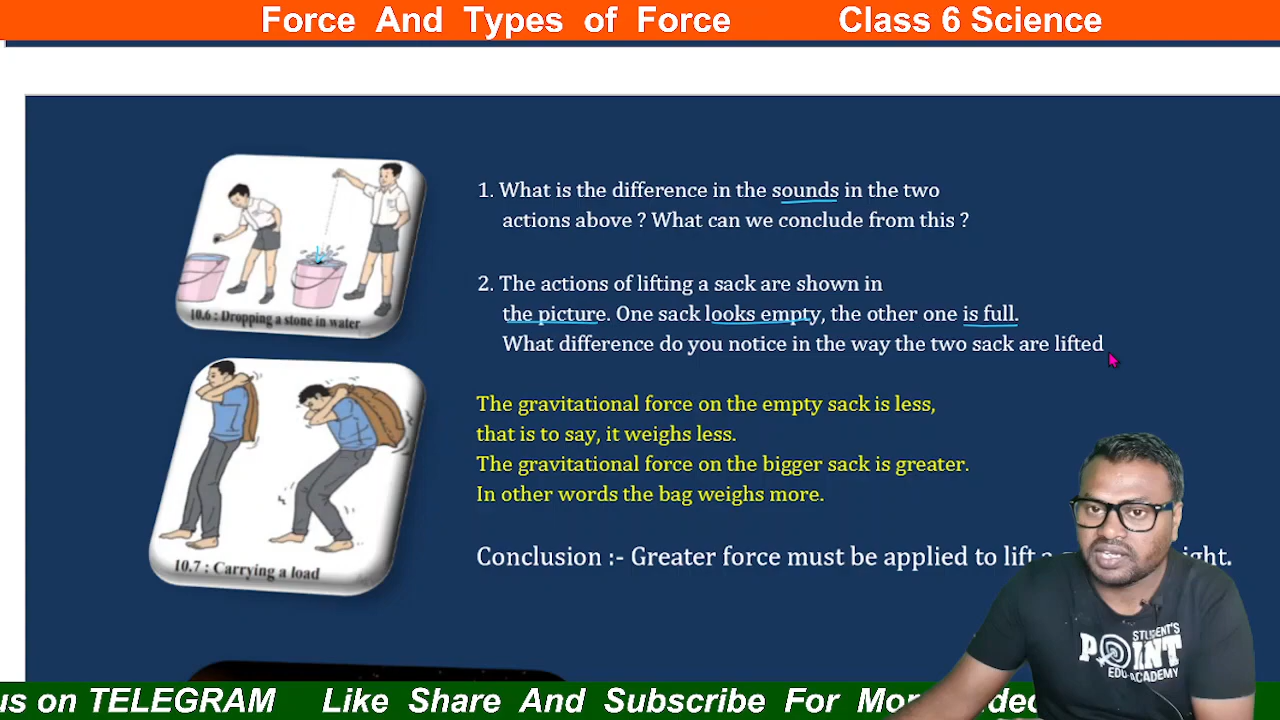 Force And Types of Force Class 6 Science
1. What is the difference in the sounds in the two
actions above ? What can we conclude from this ?
2. The actions of lifting a sack are shown in
the picture. One sack looks empty, the other one is full.
What difference do you notice in the way the two sack are lifted
10.6 : Dropping a stone in water
The gravitational force on the empty sack is less,
that is to say, it weighs less.
The gravitational force on the bigger sack is greater.
In other words the bag weighs more.
10.7 : Carrying a load
Conclusion :- Greater force must be applied to lift
STUDENT'S
POINT
EDU ACADEMY
us on TELEGRAM Like Share And Subscribe For